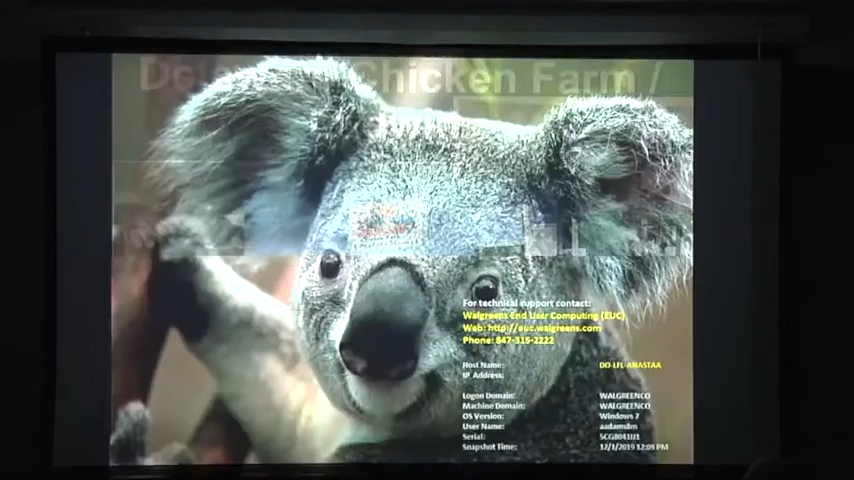 Chicken Farm /
For technical support contact:
Walgreens End User Computing (EUC)
Web: http://euc.walgreens.com
Phone: 847-315-2222
Host Name: DO-LFL-ANASTAA
IP Address:
Logon Domain: WALGREENCO
Machine Domain: WALGREENCO
OS Version: Windows 7
User Name: aadams8m
Serial:
Snapshot Time: 12/1/2019 12:09 PM